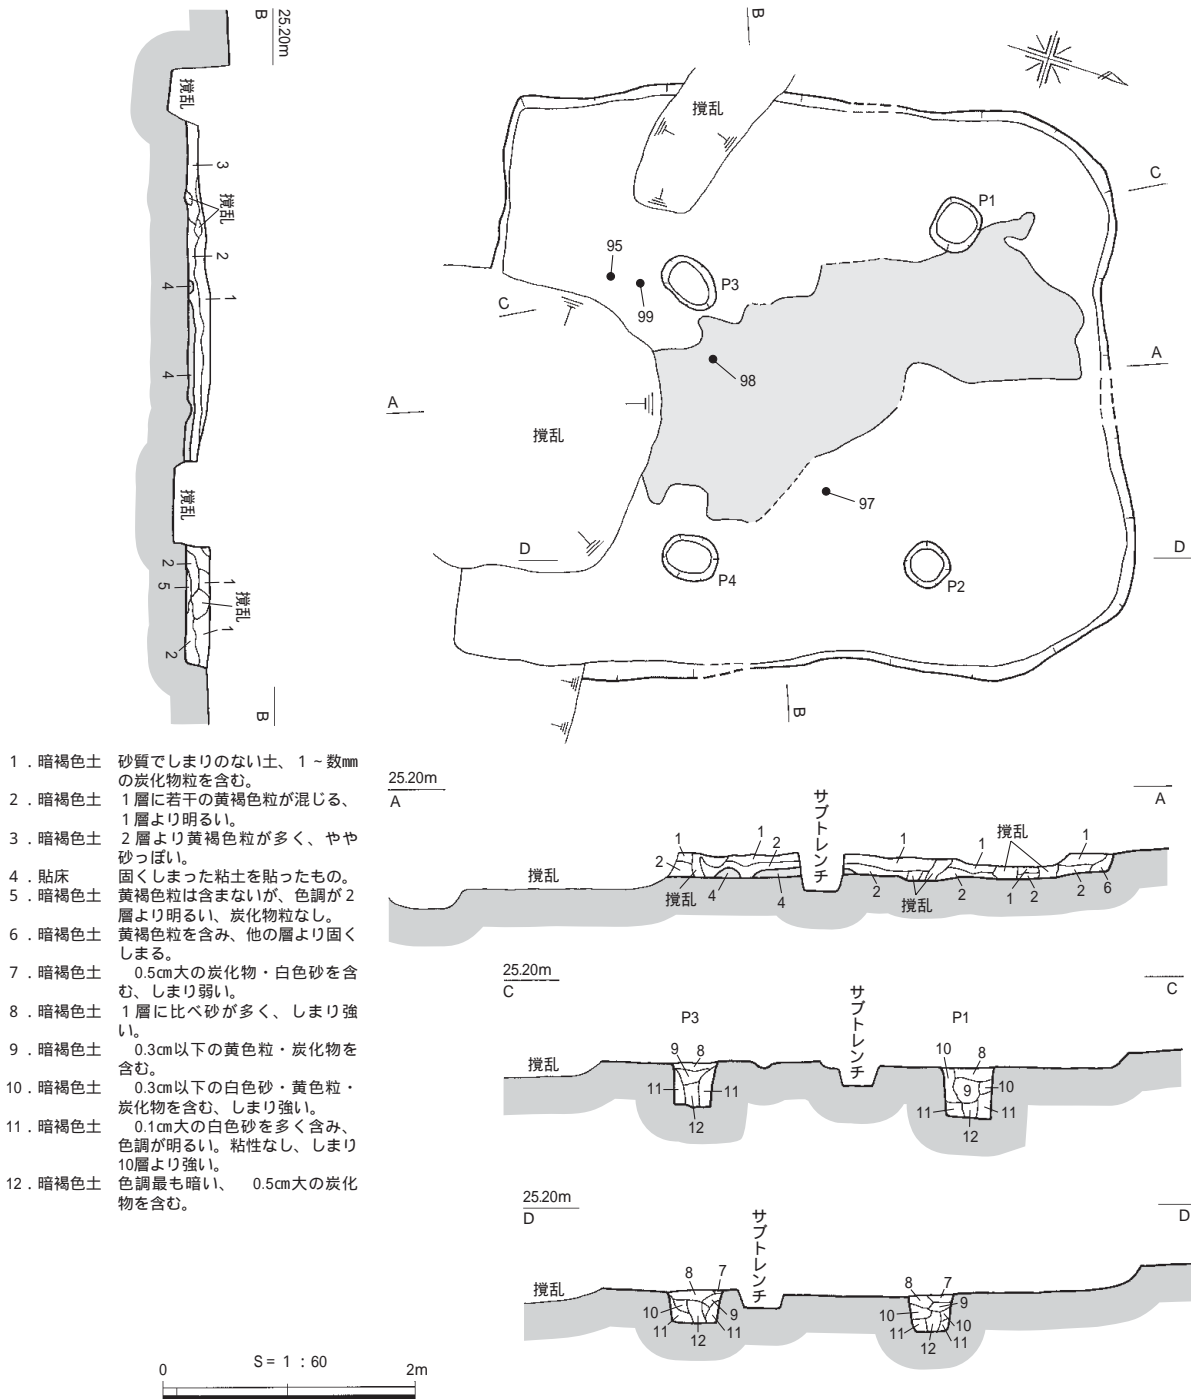 25.20m
B
撹乱
3
撹乱
2
4
1
4
撹乱
2
1
5
撹乱
1
2
B
B
撹乱
C
P1
95
P3
99
C
98
A
A
撹乱
97
D
D
P4
P2
B
1．暗褐色土 砂質でしまりのない土、1～数㎜
の炭化物粒を含む。
2．暗褐色土 1層に若干の黄褐色粒が混じる、
1層より明るい。
3．暗褐色土 2層より黄褐色粒が多く、やや
砂っぽい。
4．貼床 固くしまった粘土を貼ったもの。
5．暗褐色土 黄褐色粒は含まないが、色調が2
層より明るい、炭化物粒なし。
6．暗褐色土 黄褐色粒を含み、他の層より固く
しまる。
7．暗褐色土 0.5㎝大の炭化物・白色砂を含
む、しまり弱い。
8．暗褐色土 1層に比べ砂が多く、しまり強
い。
9．暗褐色土 0.3㎝以下の黄色粒・炭化物を
含む。
10．暗褐色土 0.3㎝以下の白色砂・黄色粒・
炭化物を含む、しまり強い。
11．暗褐色土 0.1㎝大の白色砂を多く含み、
色調が明るい。粘性なし、しまり
10層より強い。
12．暗褐色土 色調最も暗い、 0.5㎝大の炭化
物を含む。
25.20m
A
A
サブトレンチ
1 1 2 1 1 撹乱 1
撹乱 2 撹乱 4 4 2 撹乱 2 1 2 2 6
25.20m
C
C
サブトレンチ
P3 P1
撹乱 9 8 10 8
11 11 9 10
12 11 11
12
25.20m
D
D
サブトレンチ
撹乱 8 7 8 7
10 9 10 9
11 11 10
12 11 12 11
0 S=1:60 2m